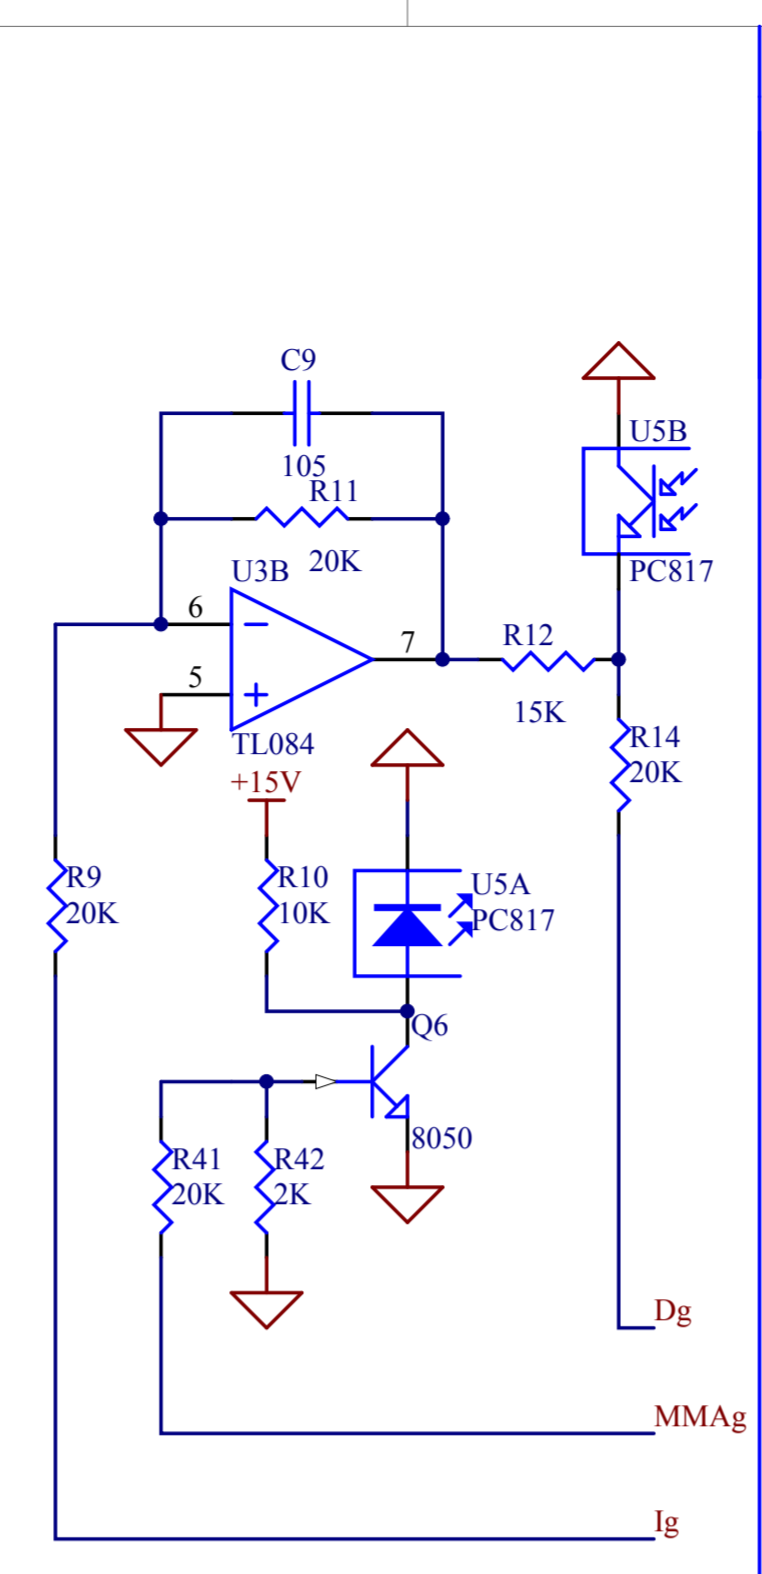 C9
105
R11
20K
U3B
6
5
7
TL084
U5B
PC817
R12
15K
R14
20K
+15V
R9
20K
R10
10K
U5A
PC817
Q6
8050
R41
20K
R42
2K
Dg
MMAg
Ig